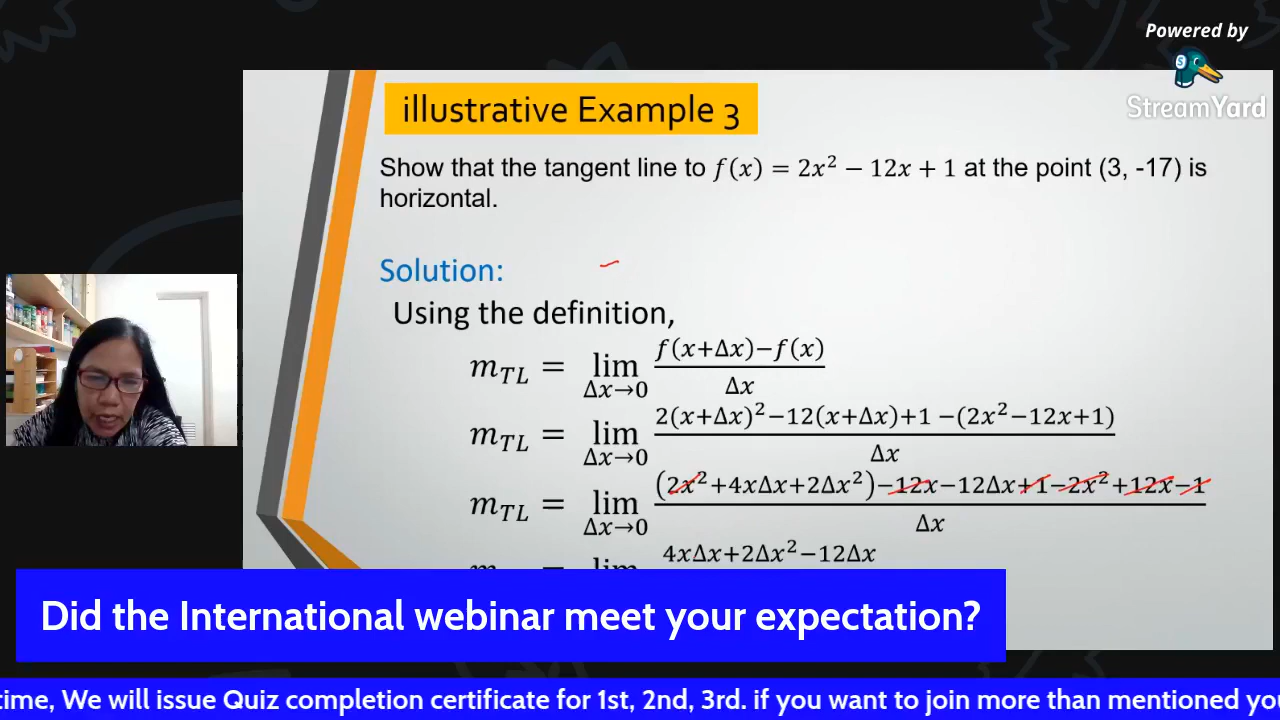 Powered by
StreamYard
illustrative Example 3
Show that the tangent line to f(x) = 2x² − 12x + 1 at the point (3, -17) is
horizontal.
Solution:
Using the definition,
m_TL = lim_{Δx→0} (f(x+Δx)−f(x))/Δx
m_TL = lim_{Δx→0} (2(x+Δx)²−12(x+Δx)+1 −(2x²−12x+1))/Δx
m_TL = lim_{Δx→0} ((2x²+4xΔx+2Δx²)−12x−12Δx+1−2x²+12x−1)/Δx
4xΔx+2Δx²−12Δx
Did the International webinar meet your expectation?
time, We will issue Quiz completion certificate for 1st, 2nd, 3rd. if you want to join more than mentioned